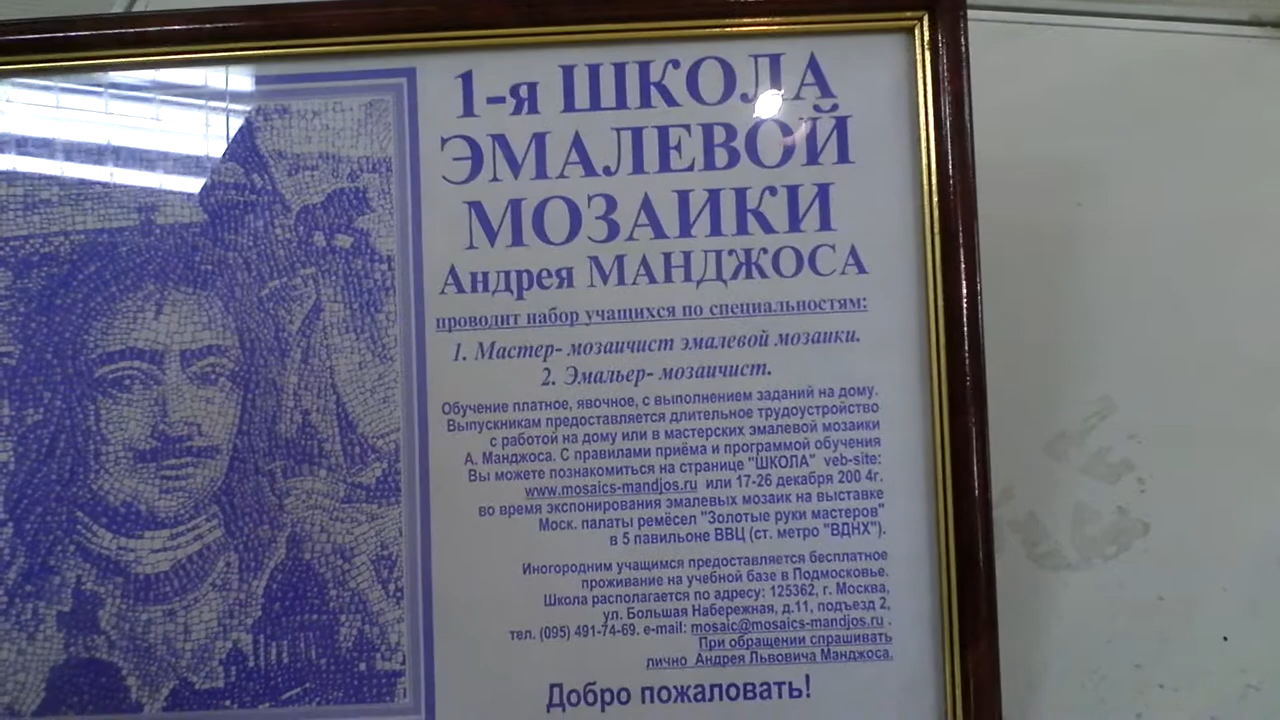 1-я ШКОЛА
ЭМАЛЕВОЙ
МОЗАИКИ
Андрея МАНДЖОСА
проводит набор учащихся по специальностям:
1. Мастер- мозаичист эмалевой мозаики.
2. Эмальер- мозаичист.
Обучение платное, явочное, с выполнением заданий на дому.
Выпускникам предоставляется длительное трудоустройство
с работой на дому или в мастерских эмалевой мозаики
А. Манджоса. С правилами приёма и программой обучения
Вы можете познакомиться на странице "ШКОЛА" veb-site:
www.mosaics-mandjos.ru или 17-26 декабря 200 4г.
во время экспонирования эмалевых мозаик на выставке
Моск. палаты ремёсел "Золотые руки мастеров"
в 5 павильоне ВВЦ (ст. метро "ВДНХ").
Иногородним учащимся предоставляется бесплатное
проживание на учебной базе в Подмосковье.
Школа располагается по адресу: 125362, г. Москва,
ул. Большая Набережная, д.11, подъезд 2,
тел. (095) 491-74-69. e-mail: mosaic@mosaics-mandjos.ru .
При обращении спрашивать
лично Андрея Львовича Манджоса.
Добро пожаловать!